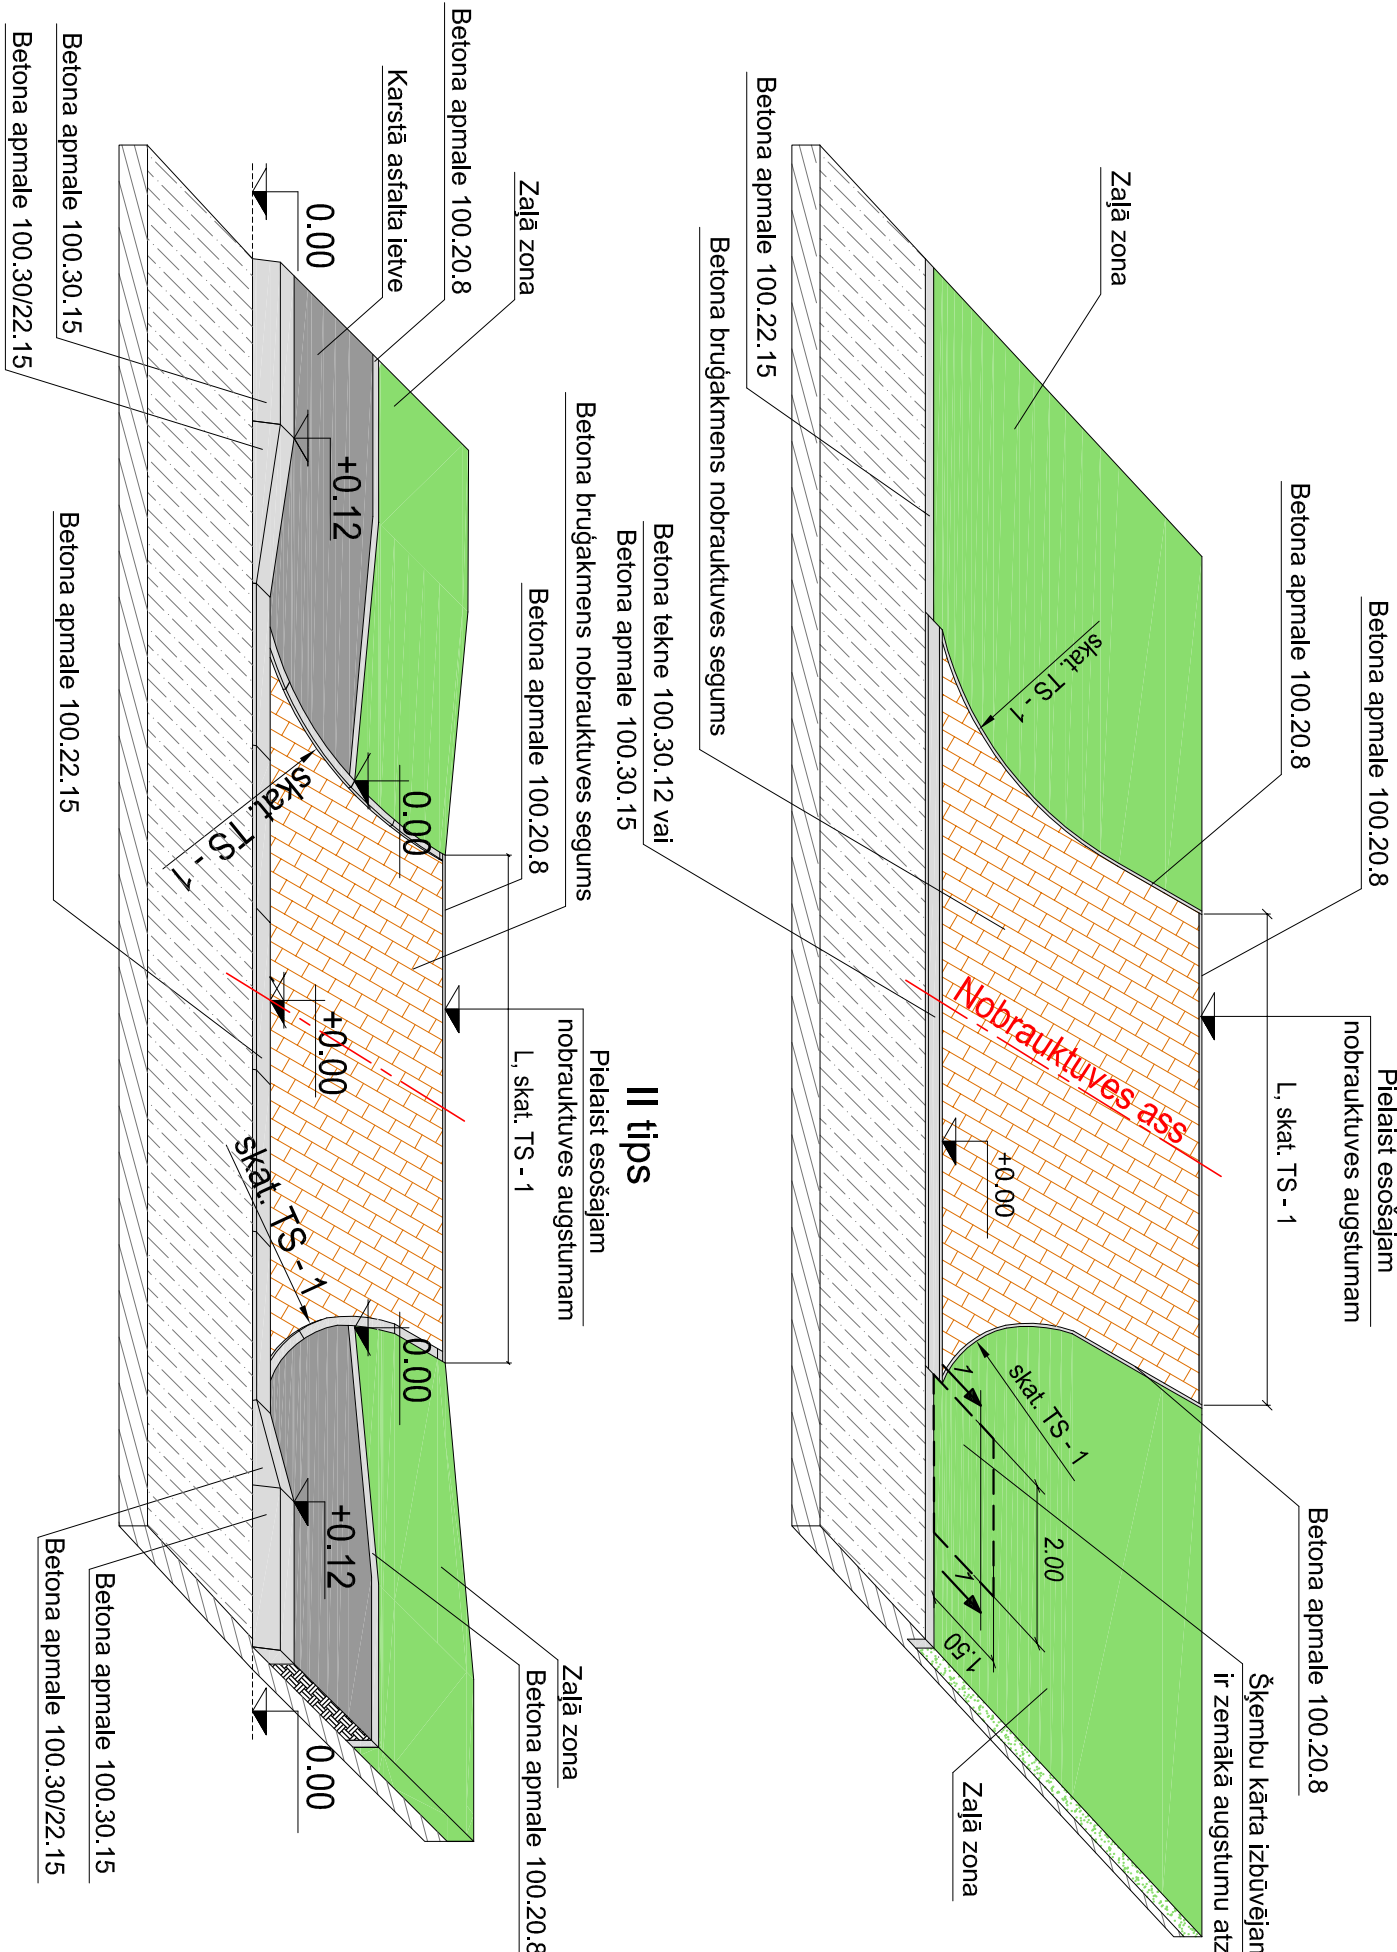 Betona apmale 100.20.8
Pielaist esošajam
nobrauktuves augstumam
L, skat. TS - 1
Betona apmale 100.20.8
Betona apmale 100.20.8
Šķembu kārta
ir zemākā augstumu
Zaļā zona
skat. TS - 1
Nobrauktuves ass
+0.00
skat. TS - 1
1
1
2.00
1.50
Zaļā zona
Betona apmale 100.22.15
Betona bruģakmens nobrauktuves segums
Betona tekne 100.30.12 vai
Betona apmale 100.30.15
II tips
Pielaist esošajam
nobrauktuves augstumam
L, skat. TS - 1
Betona bruģakmens nobrauktuves segums
Betona apmale 100.20.8
Zaļā zona
Betona apmale 100.20.8
Karstā asfalta ietve
Zaļā zona
Betona apmale 100.20.8
0.00
+0.12
0.00
+0.00
0.00
+0.12
0.00
skat. TS - 1
skat. TS - 1
Betona apmale 100.30.15
Betona apmale 100.30/22.15
Betona apmale 100.22.15
Betona apmale 100.30.15
Betona apmale 100.30/22.15